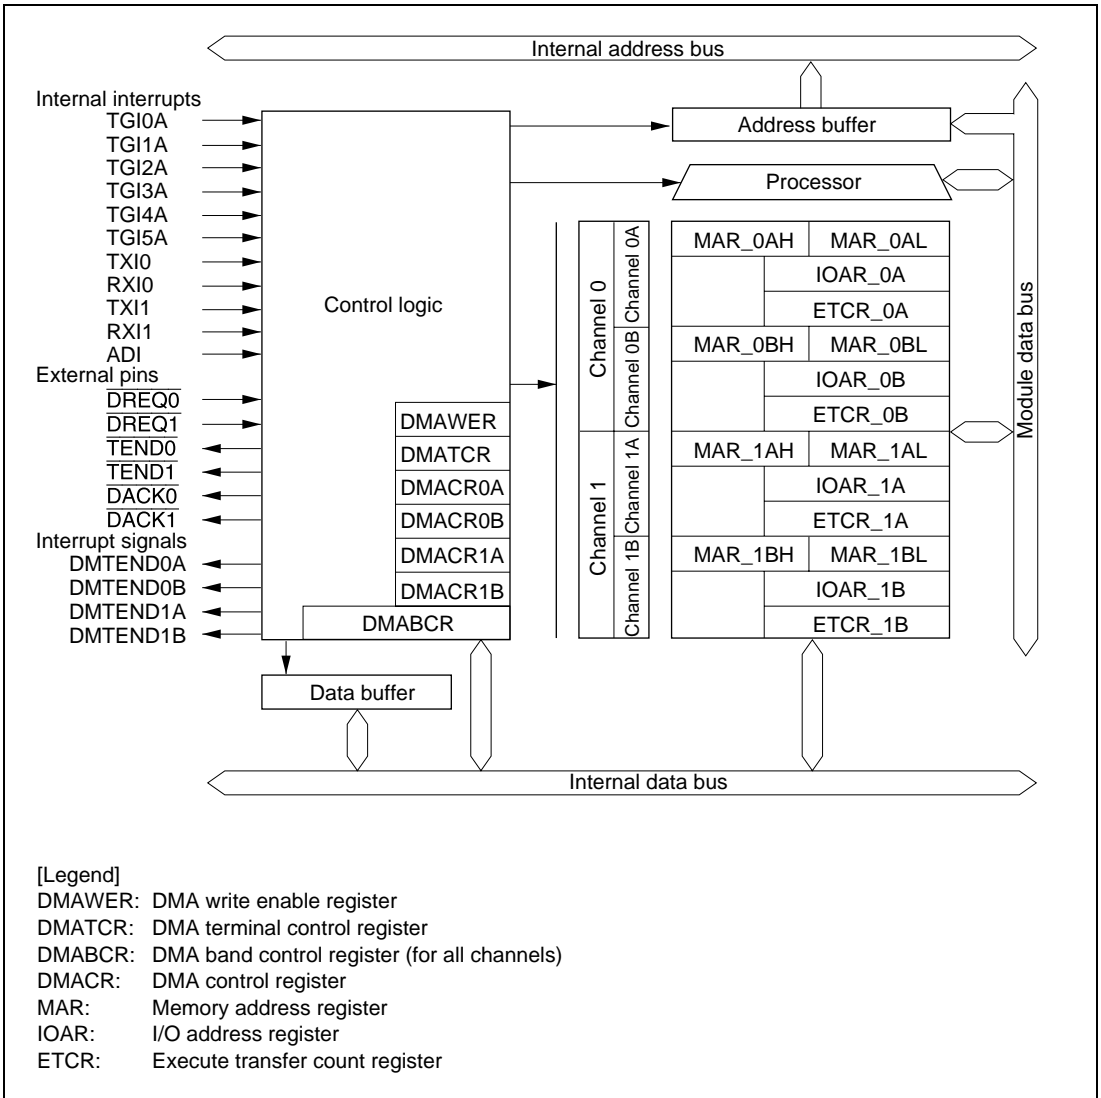 Internal address bus
Internal interrupts
TGI0A
TGI1A
TGI2A
TGI3A
TGI4A
TGI5A
TXI0
RXI0
TXI1
RXI1
ADI
External pins
DREQ0
DREQ1
TEND0
TEND1
DACK0
DACK1
Interrupt signals
DMTEND0A
DMTEND0B
DMTEND1A
DMTEND1B
Control logic
DMAWER
DMATCR
DMACR0A
DMACR0B
DMACR1A
DMACR1B
DMABCR
Data buffer
Address buffer
Processor
Channel 0
Channel 0A
Channel 0B
Channel 1
Channel 1A
Channel 1B
MAR_0AH MAR_0AL
IOAR_0A
ETCR_0A
MAR_0BH MAR_0BL
IOAR_0B
ETCR_0B
MAR_1AH MAR_1AL
IOAR_1A
ETCR_1A
MAR_1BH MAR_1BL
IOAR_1B
ETCR_1B
Module data bus
Internal data bus
[Legend]
DMAWER: DMA write enable register
DMATCR: DMA terminal control register
DMABCR: DMA band control register (for all channels)
DMACR: DMA control register
MAR: Memory address register
IOAR: I/O address register
ETCR: Execute transfer count register